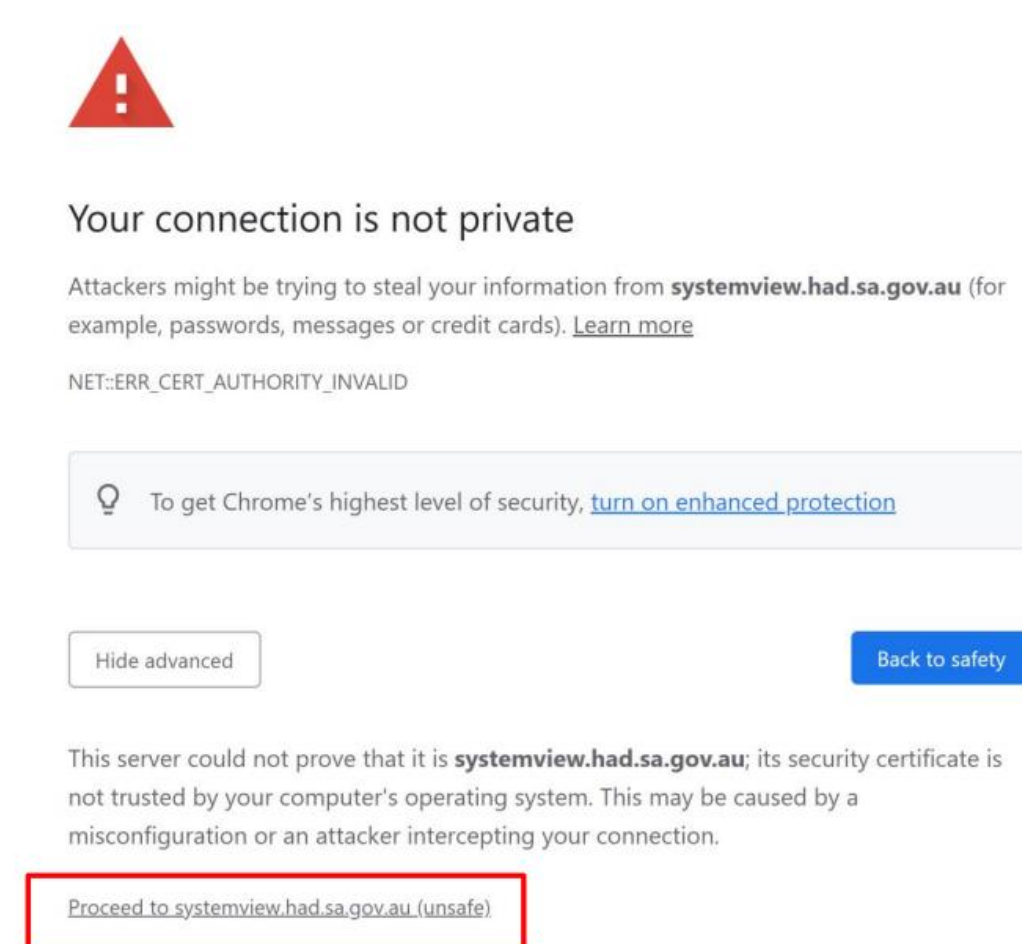 Your connection is not private
Attackers might be trying to steal your information from systemview.had.sa.gov.au (for
example, passwords, messages or credit cards). Learn more
NET::ERR_CERT_AUTHORITY_INVALID
To get Chrome's highest level of security, turn on enhanced protection
Hide advanced
Back to safety
This server could not prove that it is systemview.had.sa.gov.au; its security certificate is
not trusted by your computer's operating system. This may be caused by a
misconfiguration or an attacker intercepting your connection.
Proceed to systemview.had.sa.gov.au (unsafe)